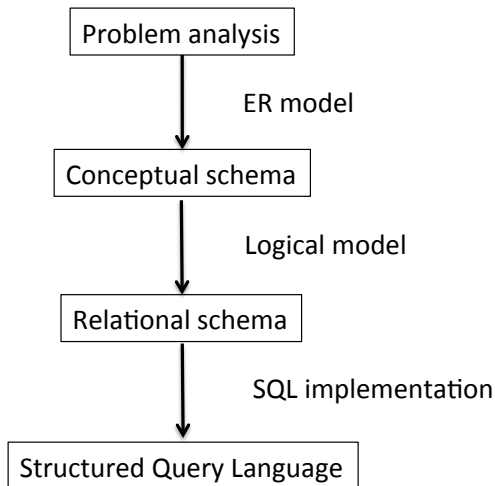 Problem analysis
ER model
Conceptual schema
Logical model
Relational schema
SQL implementation
Structured Query Language